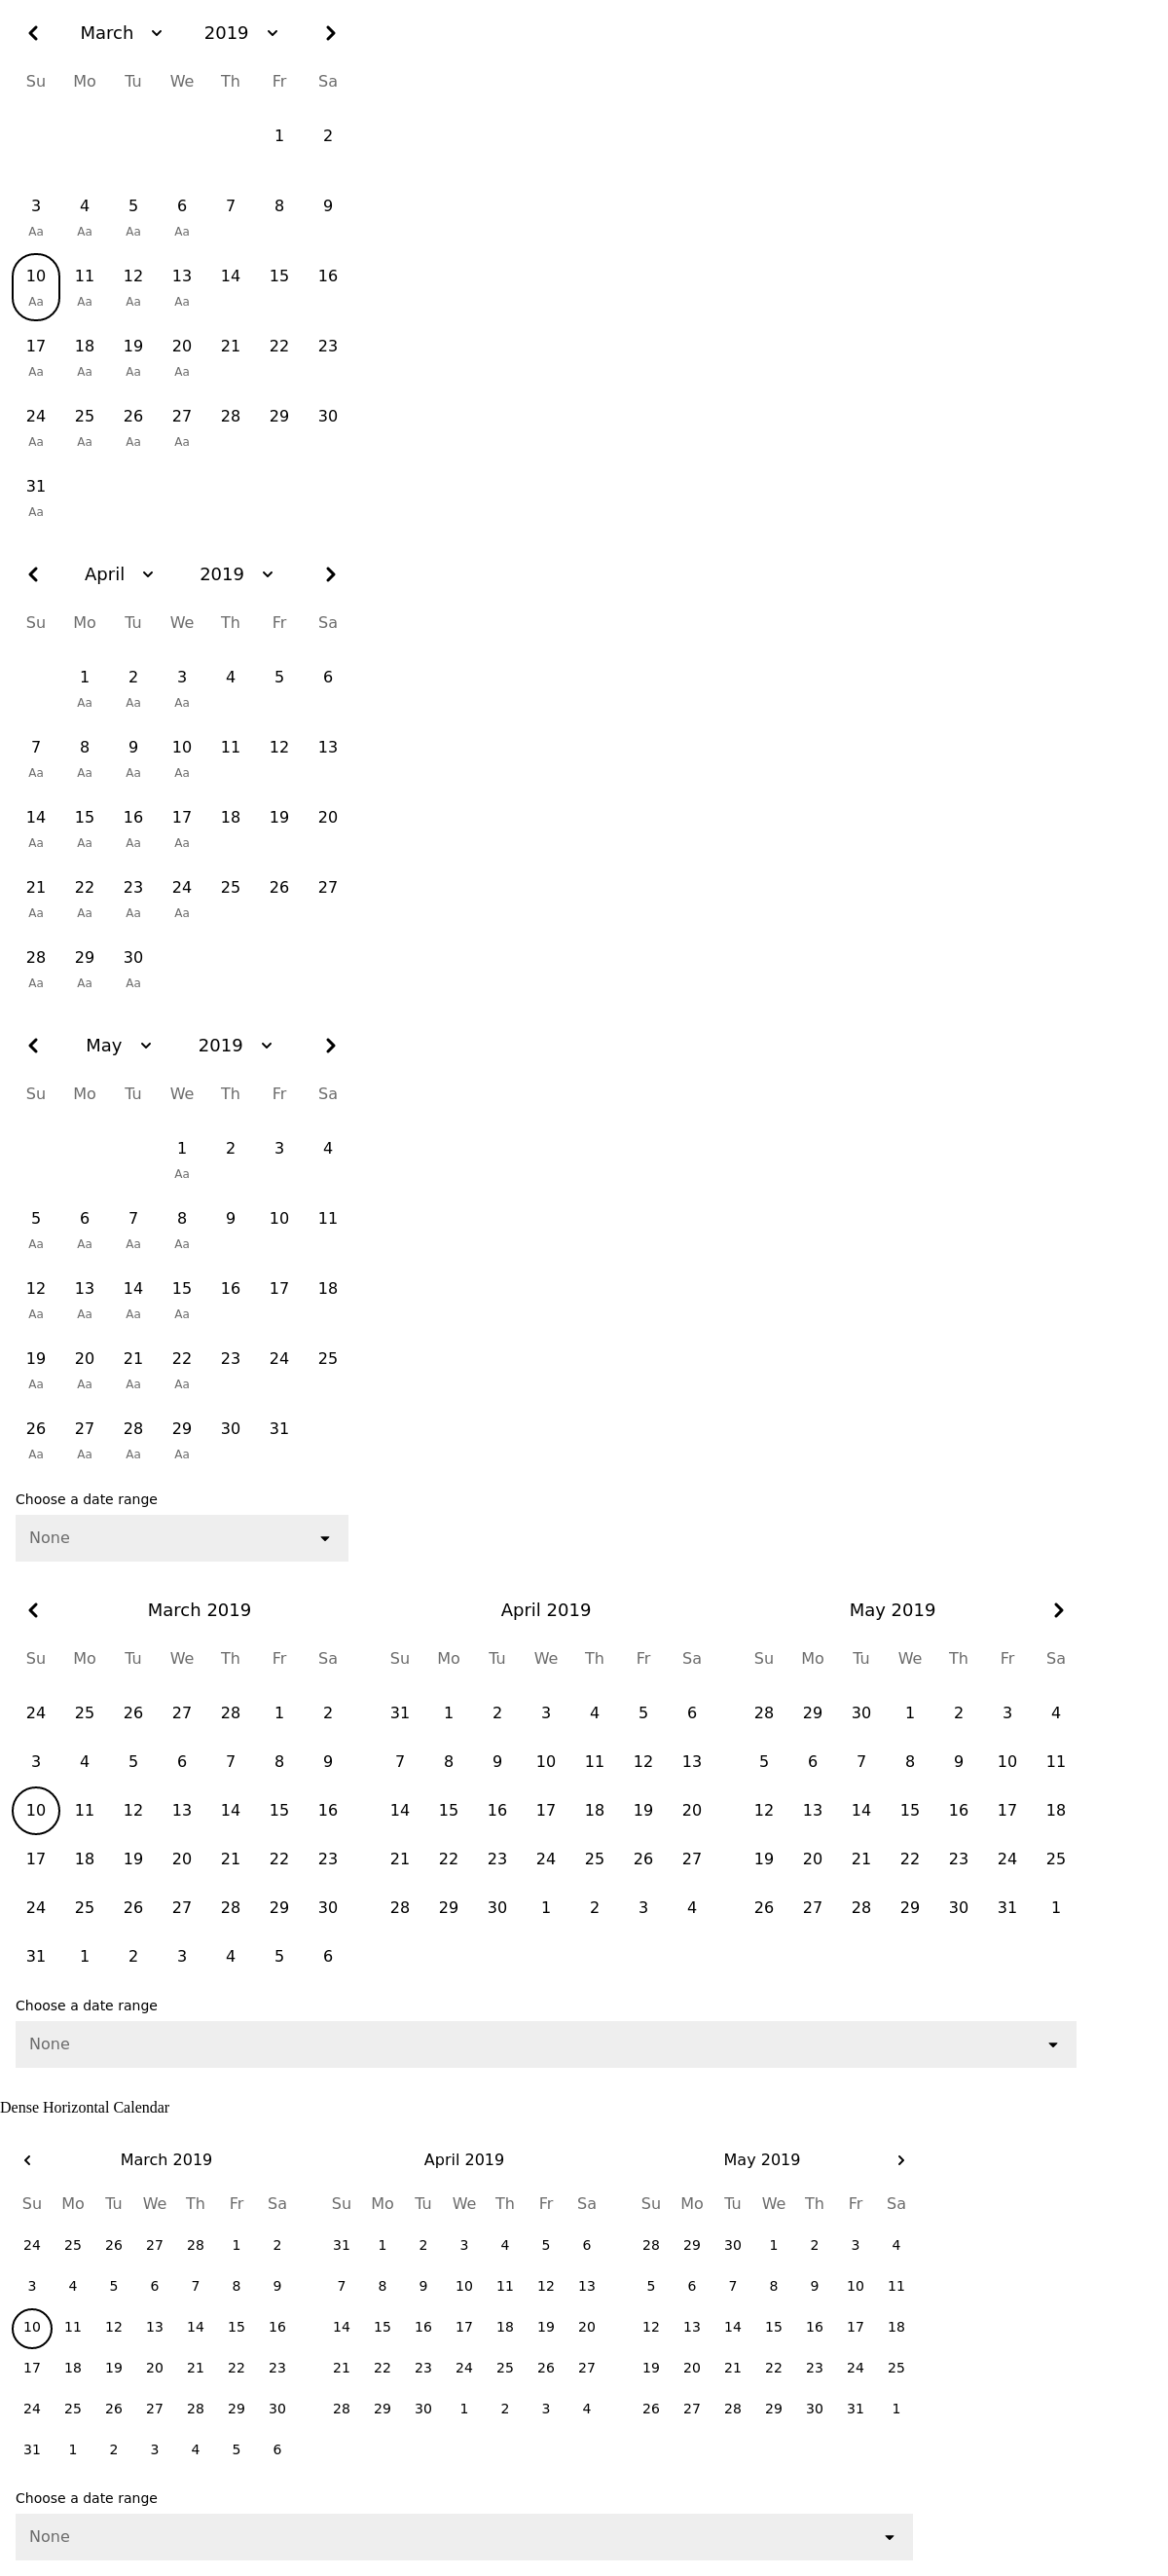 March 2019
Su Mo Tu We Th Fr Sa
1 2
3 4 5 6 7 8 9
Aa Aa Aa Aa
10 11 12 13 14 15 16
Aa Aa Aa Aa
17 18 19 20 21 22 23
Aa Aa Aa Aa
24 25 26 27 28 29 30
Aa Aa Aa Aa
31
Aa
April 2019
Su Mo Tu We Th Fr Sa
1 2 3 4 5 6
Aa Aa Aa
7 8 9 10 11 12 13
Aa Aa Aa Aa
14 15 16 17 18 19 20
Aa Aa Aa Aa
21 22 23 24 25 26 27
Aa Aa Aa Aa
28 29 30
Aa Aa Aa
May 2019
Su Mo Tu We Th Fr Sa
1 2 3 4
Aa
5 6 7 8 9 10 11
Aa Aa Aa Aa
12 13 14 15 16 17 18
Aa Aa Aa Aa
19 20 21 22 23 24 25
Aa Aa Aa Aa
26 27 28 29 30 31
Aa Aa Aa Aa
Choose a date range
None
March 2019 April 2019 May 2019
Su Mo Tu We Th Fr Sa Su Mo Tu We Th Fr Sa Su Mo Tu We Th Fr Sa
24 25 26 27 28 1 2 31 1 2 3 4 5 6 28 29 30 1 2 3 4
3 4 5 6 7 8 9 7 8 9 10 11 12 13 5 6 7 8 9 10 11
10 11 12 13 14 15 16 14 15 16 17 18 19 20 12 13 14 15 16 17 18
17 18 19 20 21 22 23 21 22 23 24 25 26 27 19 20 21 22 23 24 25
24 25 26 27 28 29 30 28 29 30 1 2 3 4 26 27 28 29 30 31 1
31 1 2 3 4 5 6
Choose a date range
None
Dense Horizontal Calendar
March 2019 April 2019 May 2019
Su Mo Tu We Th Fr Sa Su Mo Tu We Th Fr Sa Su Mo Tu We Th Fr Sa
24 25 26 27 28 1 2 31 1 2 3 4 5 6 28 29 30 1 2 3 4
3 4 5 6 7 8 9 7 8 9 10 11 12 13 5 6 7 8 9 10 11
10 11 12 13 14 15 16 14 15 16 17 18 19 20 12 13 14 15 16 17 18
17 18 19 20 21 22 23 21 22 23 24 25 26 27 19 20 21 22 23 24 25
24 25 26 27 28 29 30 28 29 30 1 2 3 4 26 27 28 29 30 31 1
31 1 2 3 4 5 6
Choose a date range
None